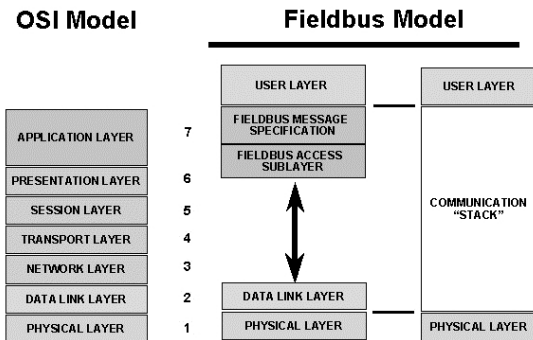 OSI Model
Fieldbus Model
APPLICATION LAYER
PRESENTATION LAYER
SESSION LAYER
TRANSPORT LAYER
NETWORK LAYER
DATA LINK LAYER
PHYSICAL LAYER
7
6
5
4
3
2
1
USER LAYER
FIELDBUS MESSAGE
SPECIFICATION
FIELDBUS ACCESS
SUBLAYER
DATA LINK LAYER
PHYSICAL LAYER
USER LAYER
COMMUNICATION
“STACK”
PHYSICAL LAYER